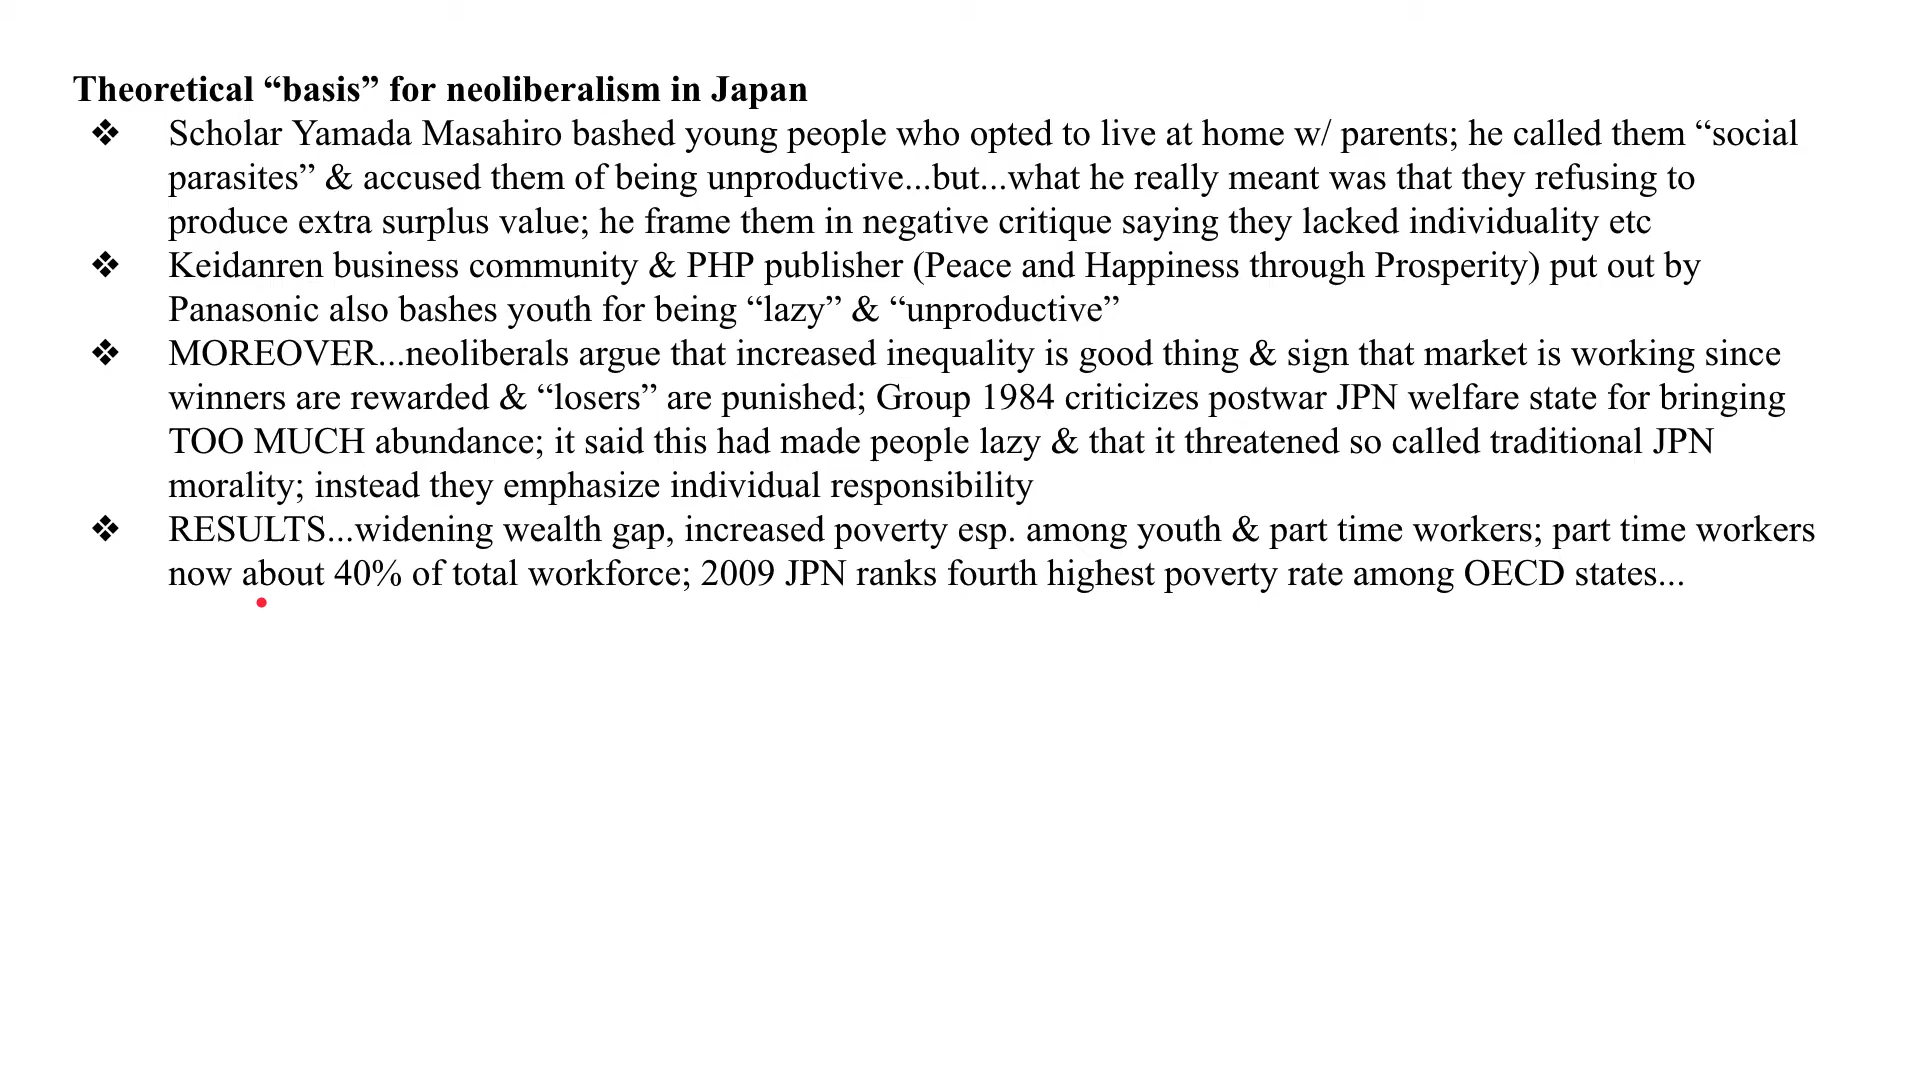 Theoretical “basis” for neoliberalism in Japan
❖ Scholar Yamada Masahiro bashed young people who opted to live at home w/ parents; he called them “social
parasites” & accused them of being unproductive...but...what he really meant was that they refusing to
produce extra surplus value; he frame them in negative critique saying they lacked individuality etc
❖ Keidanren business community & PHP publisher (Peace and Happiness through Prosperity) put out by
Panasonic also bashes youth for being “lazy” & “unproductive”
❖ MOREOVER...neoliberals argue that increased inequality is good thing & sign that market is working since
winners are rewarded & “losers” are punished; Group 1984 criticizes postwar JPN welfare state for bringing
TOO MUCH abundance; it said this had made people lazy & that it threatened so called traditional JPN
morality; instead they emphasize individual responsibility
❖ RESULTS...widening wealth gap, increased poverty esp. among youth & part time workers; part time workers
now about 40% of total workforce; 2009 JPN ranks fourth highest poverty rate among OECD states...